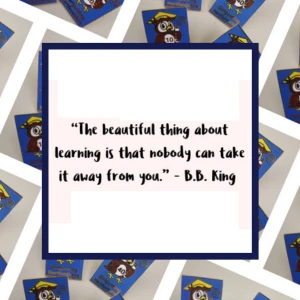 “The beautiful thing about
learning is that nobody can take
it away from you.” - B.B. King